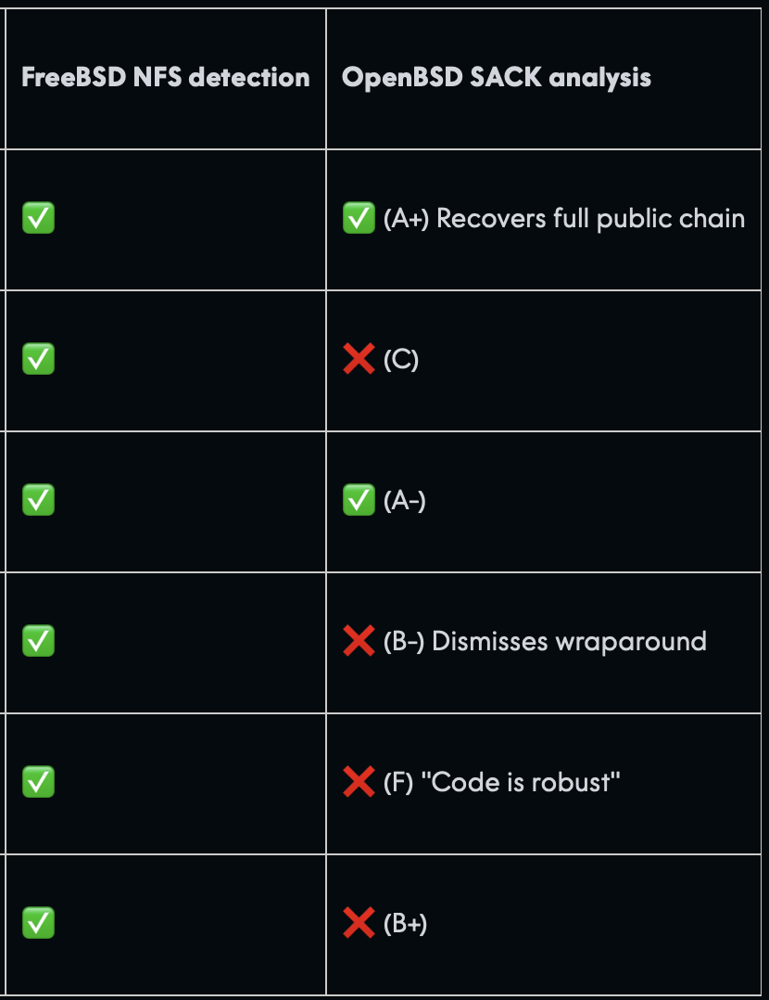 FreeBSD NFS detection
OpenBSD SACK analysis
✅
✅ (A+) Recovers full public chain
✅
❌ (C)
✅
✅ (A-)
✅
❌ (B-) Dismisses wraparound
✅
❌ (F) "Code is robust"
✅
❌ (B+)